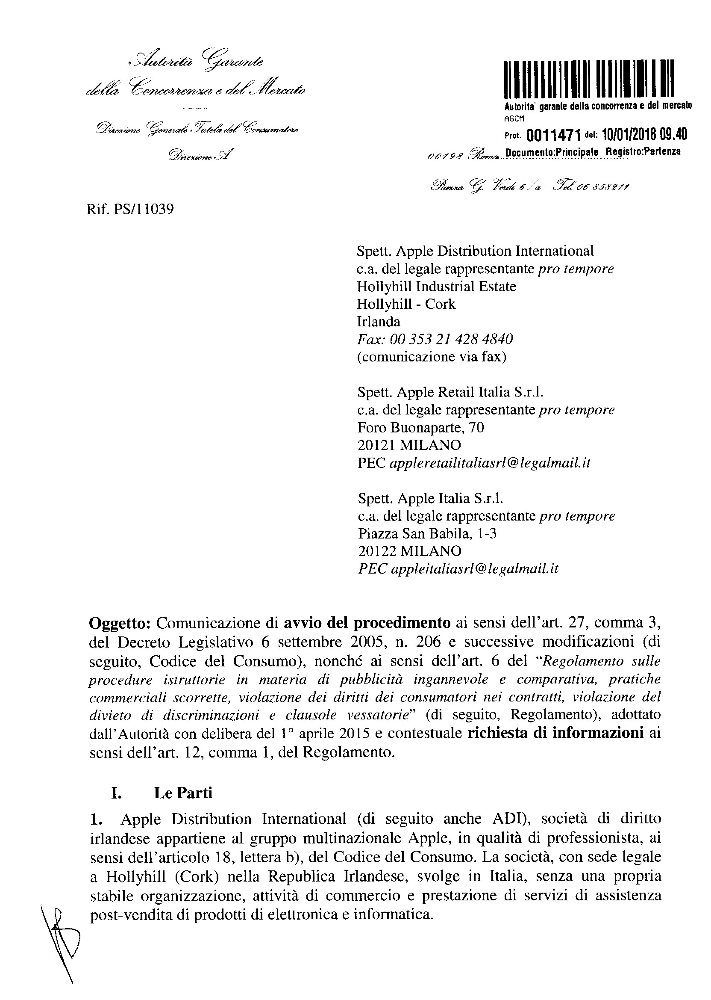 Autorità Garante
della Concorrenza e del Mercato
Direzione Generale Tutela del Consumatore
Direzione A
Autorita` garante della concorrenza e del mercato
AGCM
Prot. 0011471 del: 10/01/2018 09.40
Documento:Principale Registro:Partenza
00198 Roma
Piazza G. Verdi 6/a - Tel. 06 858211
Rif. PS/11039
Spett. Apple Distribution International
c.a. del legale rappresentante pro tempore
Hollyhill Industrial Estate
Hollyhill - Cork
Irlanda
Fax: 00 353 21 428 4840
(comunicazione via fax)
Spett. Apple Retail Italia S.r.l.
c.a. del legale rappresentante pro tempore
Foro Buonaparte, 70
20121 MILANO
PEC appleretailitaliasrl@legalmail.it
Spett. Apple Italia S.r.l.
c.a. del legale rappresentante pro tempore
Piazza San Babila, 1-3
20122 MILANO
PEC appleitaliasrl@legalmail.it
Oggetto: Comunicazione di avvio del procedimento ai sensi dell'art. 27, comma 3,
del Decreto Legislativo 6 settembre 2005, n. 206 e successive modificazioni (di
seguito, Codice del Consumo), nonché ai sensi dell'art. 6 del “Regolamento sulle
procedure istruttorie in materia di pubblicità ingannevole e comparativa, pratiche
commerciali scorrette, violazione dei diritti dei consumatori nei contratti, violazione del
divieto di discriminazioni e clausole vessatorie” (di seguito, Regolamento), adottato
dall'Autorità con delibera del 1° aprile 2015 e contestuale richiesta di informazioni ai
sensi dell'art. 12, comma 1, del Regolamento.
I. Le Parti
1. Apple Distribution International (di seguito anche ADI), società di diritto
irlandese appartiene al gruppo multinazionale Apple, in qualità di professionista, ai
sensi dell'articolo 18, lettera b), del Codice del Consumo. La società, con sede legale
a Hollyhill (Cork) nella Republica Irlandese, svolge in Italia, senza una propria
stabile organizzazione, attività di commercio e prestazione di servizi di assistenza
post-vendita di prodotti di elettronica e informatica.